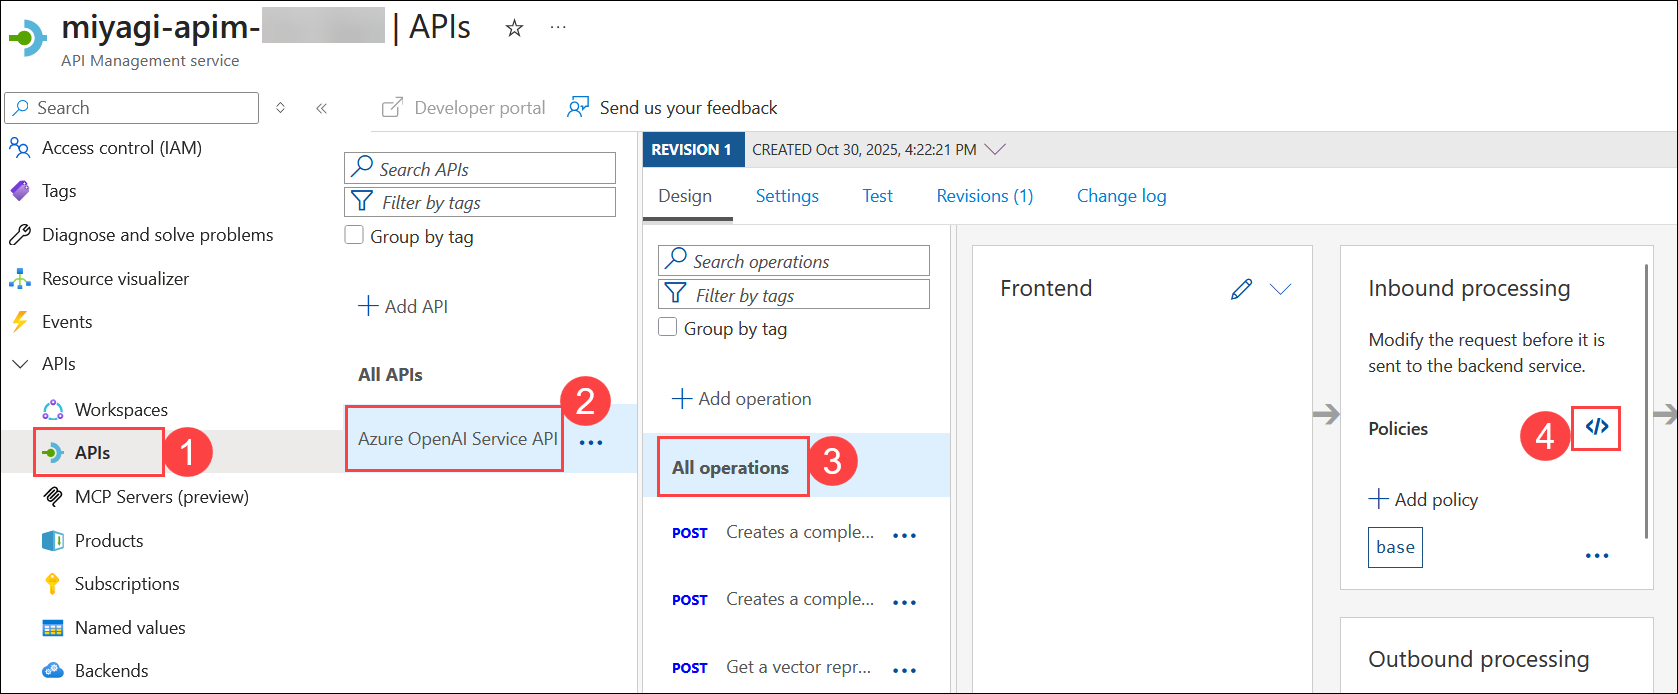 miyagi-apim- | APIs
API Management service
Search
Developer portal
Send us your feedback
Access control (IAM)
Tags
Diagnose and solve problems
Resource visualizer
Events
APIs
Workspaces
APIs
1
MCP Servers (preview)
Products
Subscriptions
Named values
Backends
Search APIs
Filter by tags
Group by tag
Add API
All APIs
Azure OpenAI Service API
2
REVISION 1
CREATED Oct 30, 2025, 4:22:21 PM
Design
Settings
Test
Revisions (1)
Change log
Search operations
Filter by tags
Group by tag
Add operation
All operations
3
POST Creates a comple...
POST Creates a comple...
POST Get a vector repr...
Frontend
Inbound processing
Modify the request before it is
sent to the backend service.
Policies
4
</>
Add policy
base
Outbound processing